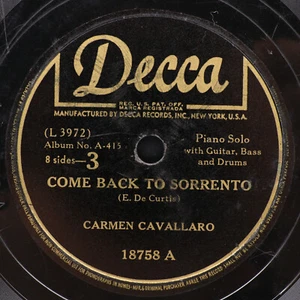 Decca
REG. U.S. PAT. OFF.
MARCA REGISTRADA
MANUFACTURED BY DECCA RECORDS, INC., NEW YORK, U.S.A.
(L 3972)
Album No. A-415
8 sides—3
Piano Solo
with Guitar, Bass
and Drums
COME BACK TO SORRENTO
(E. De Curtis)
CARMEN CAVALLARO
18758 A